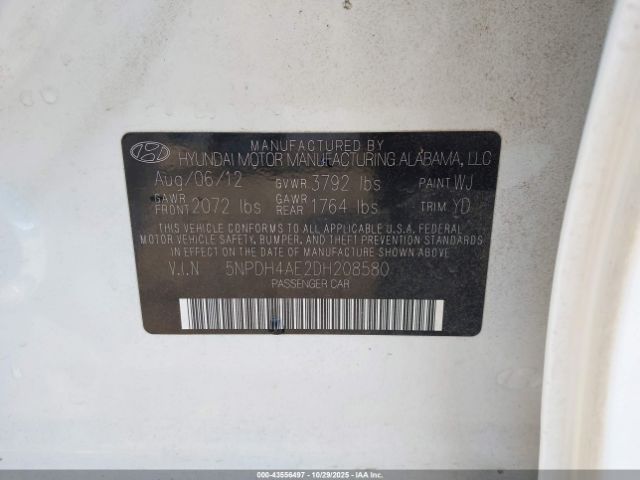 MANUFACTURED BY
HYUNDAI MOTOR MANUFACTURING ALABAMA, LLC
Aug/06/12 GVWR 3792 lbs PAINT WJ
GAWR FRONT 2072 lbs GAWR REAR 1764 lbs TRIM YD
THIS VEHICLE CONFORMS TO ALL APPLICABLE U.S.A. FEDERAL
MOTOR VEHICLE SAFETY, BUMPER, AND THEFT PREVENTION
STANDARDS IN EFFECT ON THE DATE OF MANUFACTURE SHOWN ABOVE
V.I.N 5NPDH4AE2DH208580
PASSENGER CAR
000-43556497 10/29/2025 IAA Inc.